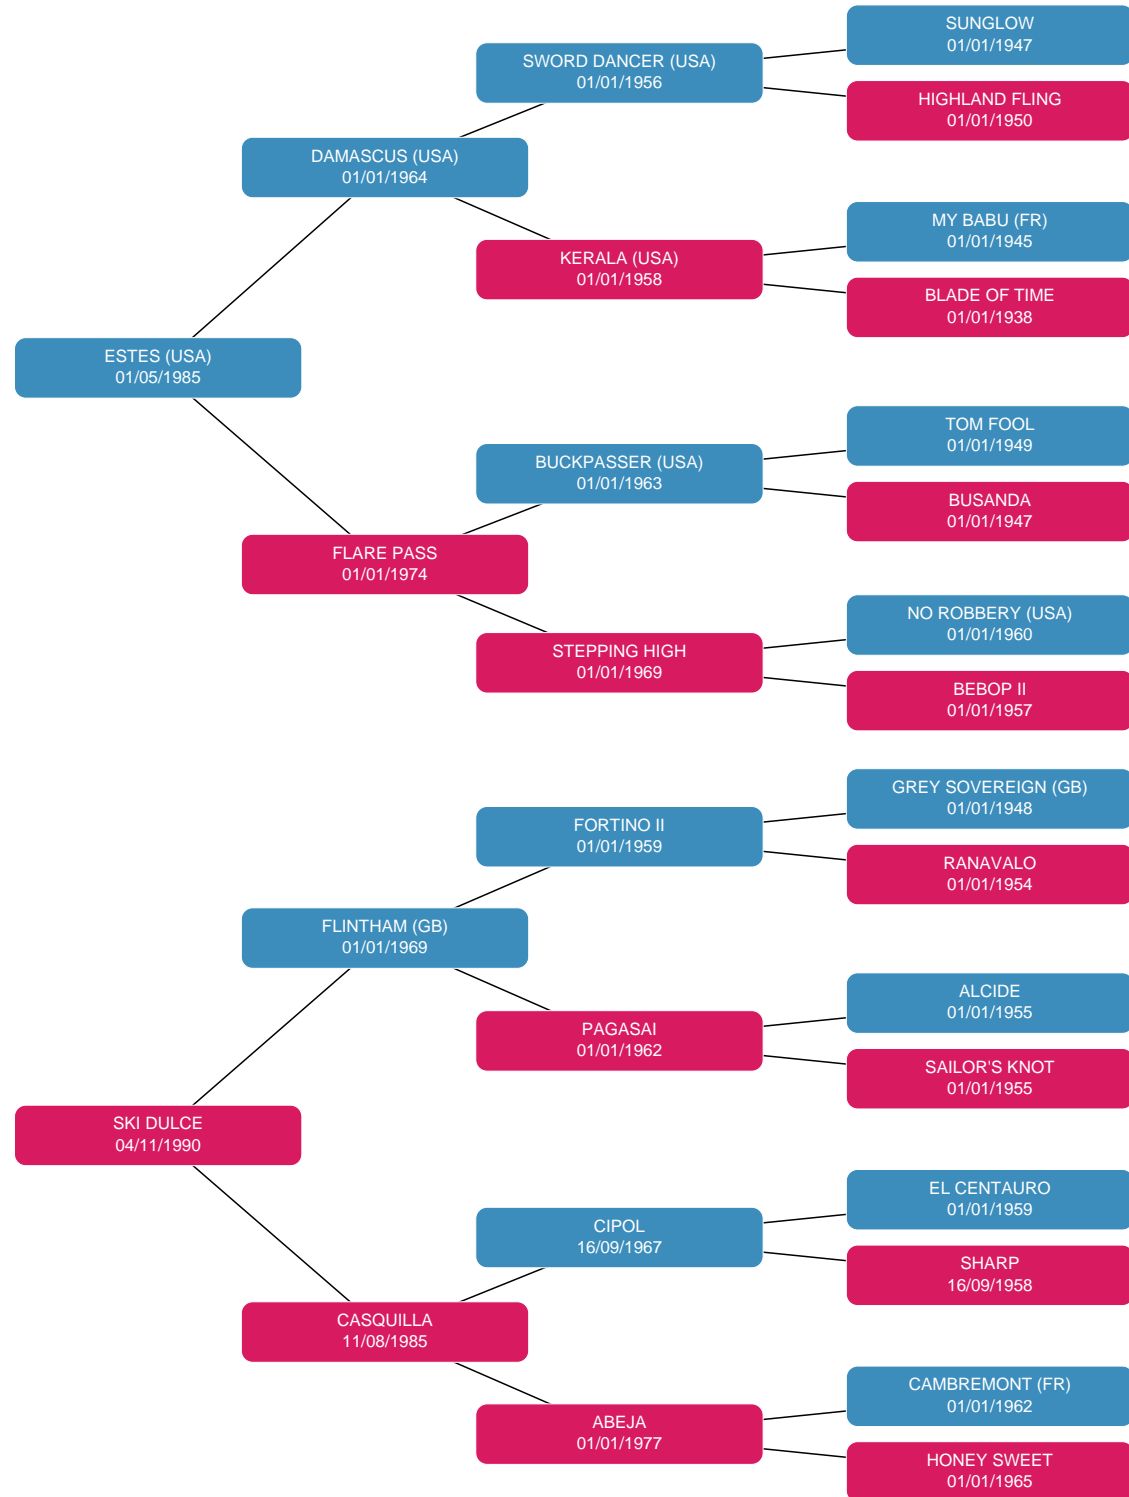 SUNGLOW
01/01/1947
SWORD DANCER (USA)
01/01/1956
HIGHLAND FLING
01/01/1950
DAMASCUS (USA)
01/01/1964
MY BABU (FR)
01/01/1945
KERALA (USA)
01/01/1958
BLADE OF TIME
01/01/1938
ESTES (USA)
01/05/1985
TOM FOOL
01/01/1949
BUCKPASSER (USA)
01/01/1963
BUSANDA
01/01/1947
FLARE PASS
01/01/1974
NO ROBBERY (USA)
01/01/1960
STEPPING HIGH
01/01/1969
BEBOP II
01/01/1957
GREY SOVEREIGN (GB)
01/01/1948
FORTINO II
01/01/1959
RANAVALO
01/01/1954
FLINTHAM (GB)
01/01/1969
ALCIDE
01/01/1955
PAGASAI
01/01/1962
SAILOR'S KNOT
01/01/1955
SKI DULCE
04/11/1990
EL CENTAURO
01/01/1959
CIPOL
16/09/1967
SHARP
16/09/1958
CASQUILLA
11/08/1985
CAMBREMONT (FR)
01/01/1962
ABEJA
01/01/1977
HONEY SWEET
01/01/1965